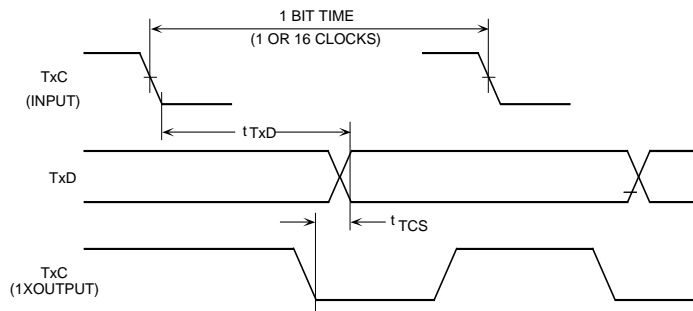 1 BIT TIME
(1 OR 16 CLOCKS)
TxC
(INPUT)
t TxD
TxD
t TCS
TxC
(1XOUTPUT)